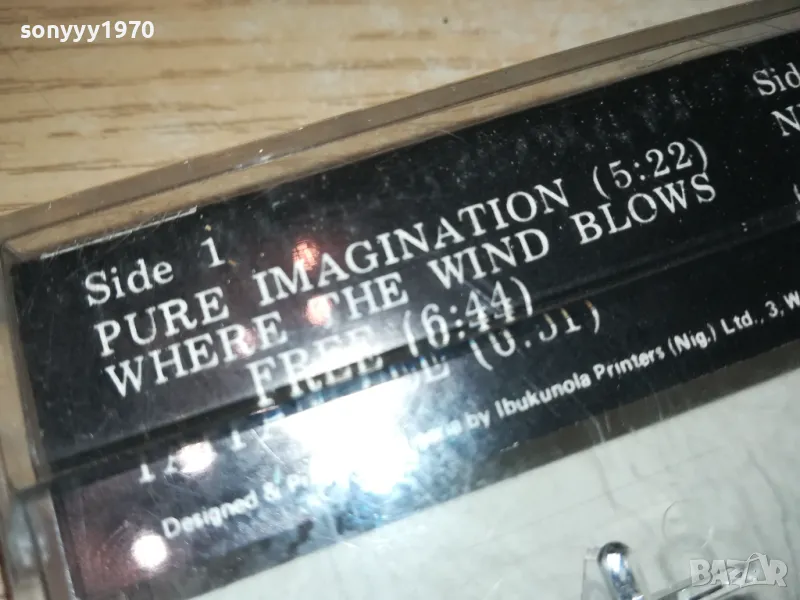 sonyyy1970
Side 1
PURE IMAGINATION (5:22)
WHERE THE WIND BLOWS
FREE (6:44)
Designed & by Ibukunola Printers (Nig.) Ltd., 3, W
Sid
N
BAZAR